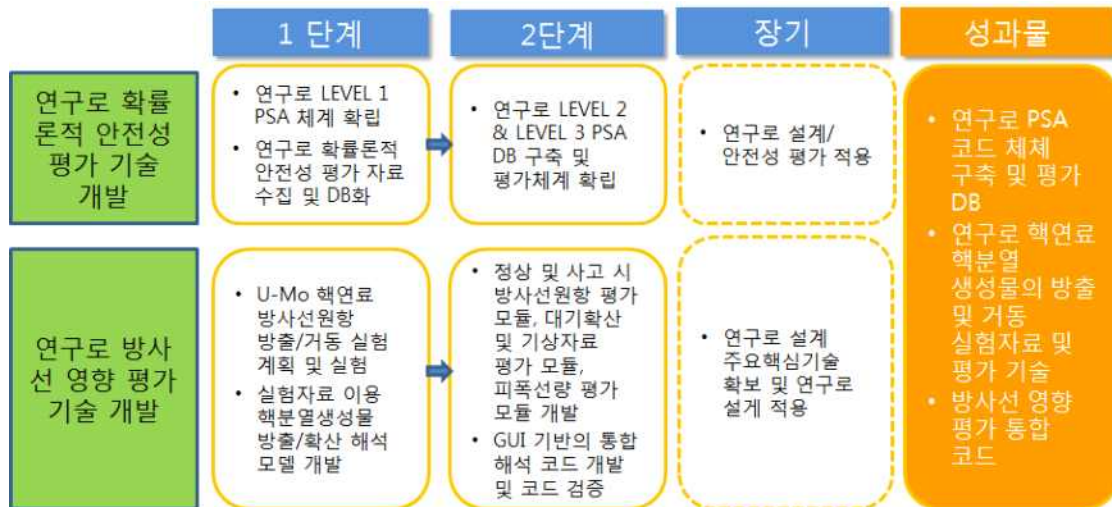 1 단계
2단계
장기
성과물
연구로 확률
론적 안전성
평가 기술
개발
• 연구로 LEVEL 1
PSA 체계 확립
• 연구로 확률론적
안전성 평가 자료
수집 및 DB화
• 연구로 LEVEL 2
& LEVEL 3 PSA
DB 구축 및
평가체계 확립
• 연구로 설계/
안전성 평가 적용
연구로 방사
선 영향 평가
기술 개발
• U-Mo 핵연료
방사선원항
방출/거동 실험
계획 및 실험
• 실험자료 이용
핵분열생성물
방출/확산 해석
모델 개발
• 정상 및 사고 시
방사선원항 평가
모듈, 대기확산
및 기상자료
평가 모듈,
피폭선량 평가
모듈 개발
• GUI 기반의 통합
해석 코드 개발
및 코드 검증
• 연구로 설계
주요핵심기술
확보 및 연구로
설게 적용
• 연구로 PSA
코드 체체
구축 및 평가
DB
• 연구로 핵연료
핵분열
생성물의 방출
및 거동
실험자료 및
평가 기술
• 방사선 영향
평가 통합
코드